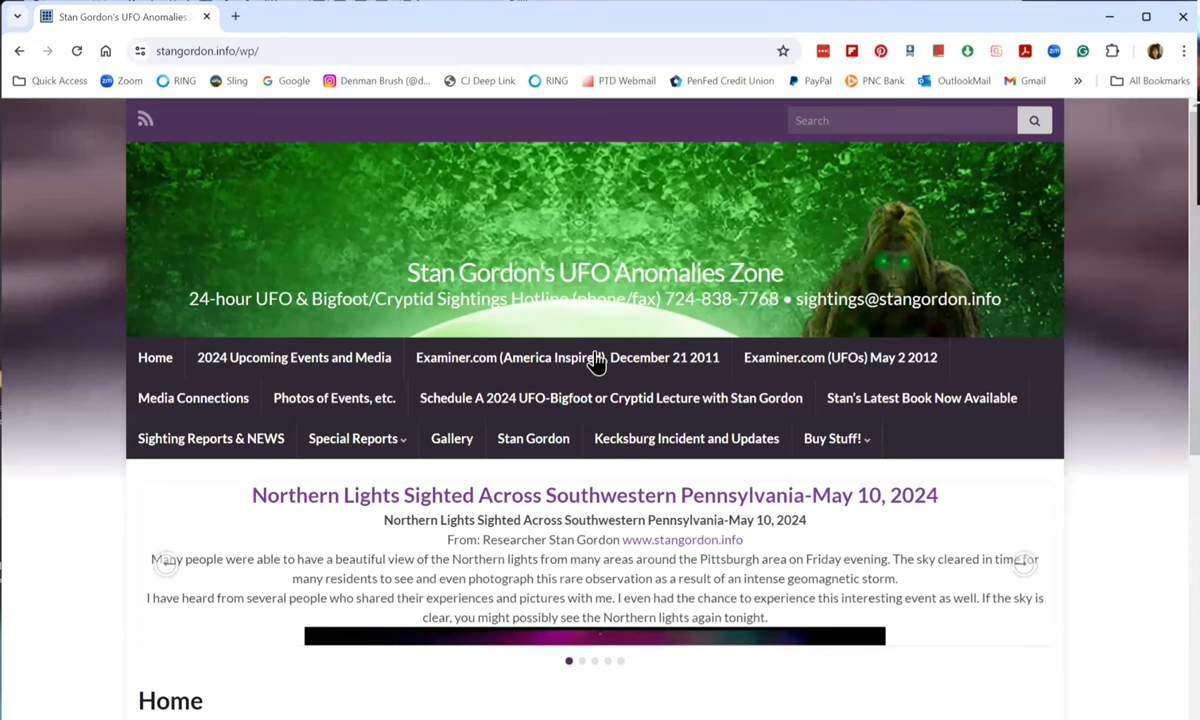 Stan Gordon's UFO Anomalies
stangordon.info/wp/
Quick Access Zoom RING Sling Google Denman Brush (@d... CJ Deep Link RING PTD Webmail PenFed Credit Union PayPal PNC Bank OutlookMail Gmail » All Bookmarks
Search
Stan Gordon's UFO Anomalies Zone
24-hour UFO & Bigfoot/Cryptid Sightings Hotline (phone/fax) 724-838-7768 • sightings@stangordon.info
Home 2024 Upcoming Events and Media Examiner.com (America Inspired), December 21 2011 Examiner.com (UFOs) May 2 2012
Media Connections Photos of Events, etc. Schedule A 2024 UFO-Bigfoot or Cryptid Lecture with Stan Gordon Stan's Latest Book Now Available
Sighting Reports & NEWS Special Reports Gallery Stan Gordon Kecksburg Incident and Updates Buy Stuff!
Northern Lights Sighted Across Southwestern Pennsylvania-May 10, 2024
Northern Lights Sighted Across Southwestern Pennsylvania-May 10, 2024
From: Researcher Stan Gordon www.stangordon.info
Many people were able to have a beautiful view of the Northern lights from many areas around the Pittsburgh area on Friday evening. The sky cleared in time for
many residents to see and even photograph this rare observation as a result of an intense geomagnetic storm.
I have heard from several people who shared their experiences and pictures with me. I even had the chance to experience this interesting event as well. If the sky is
clear, you might possibly see the Northern lights again tonight.
Home